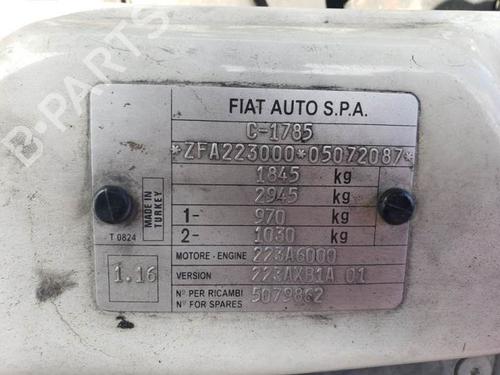 FIAT AUTO S.P.A.
C-1785
*ZFA223000*05072087*
1845 kg
2945 kg
1- 970 kg
2- 1030 kg
MADE IN TURKEY
T 0824
MOTORE - ENGINE 223A6000
1.16
VERSION 223AXB1A 01
Nº PER RICAMBI
Nº FOR SPARES 5079862